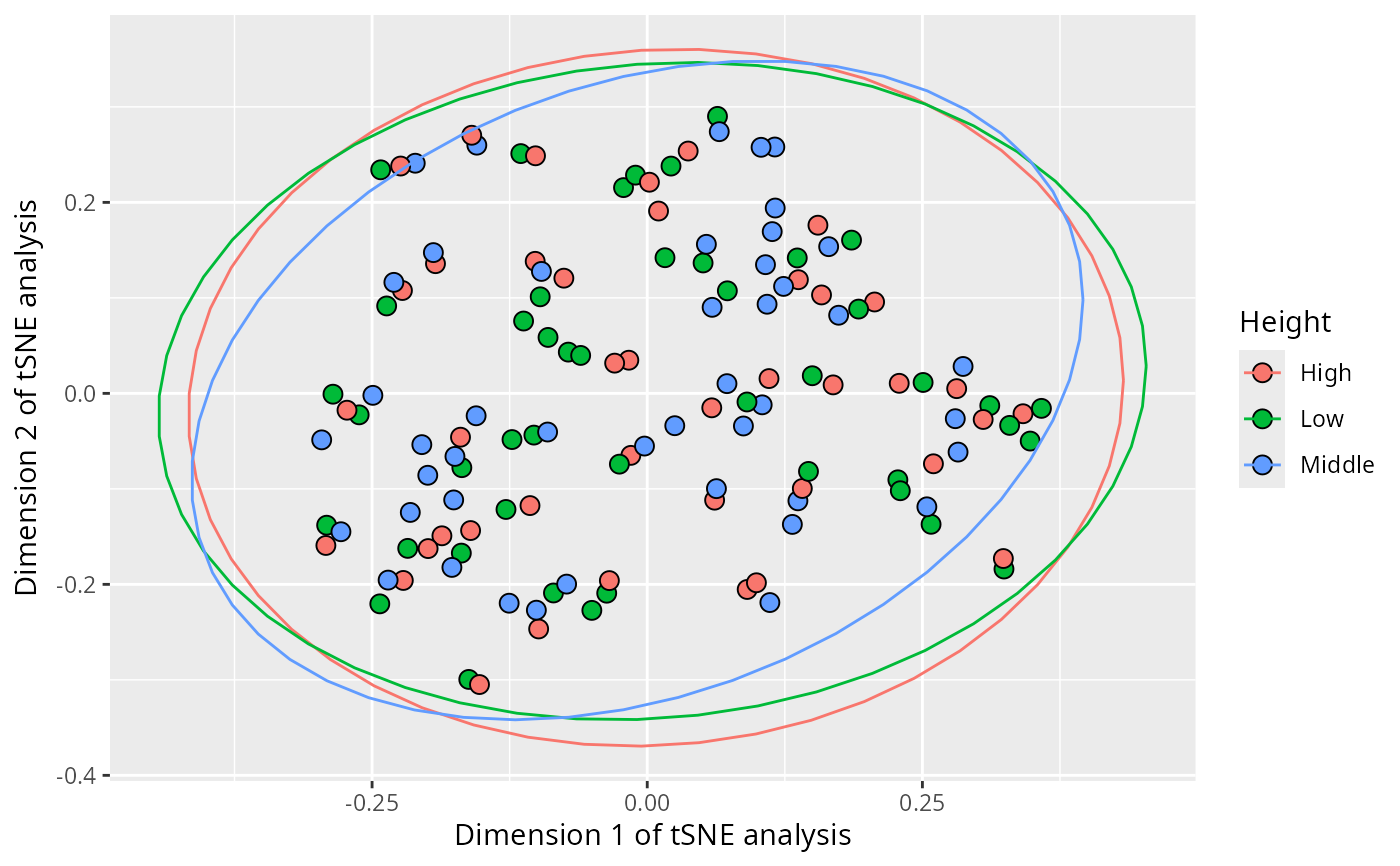 Dimension 2 of tSNE analysis
0.2
0.0
-0.2
-0.4
-0.25
0.00
0.25
Dimension 1 of tSNE analysis
Height
High
Low
Middle